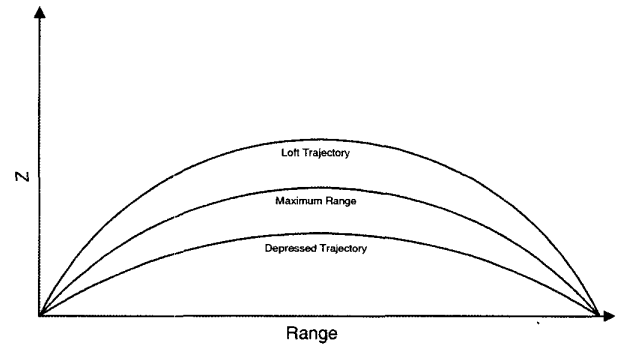 Loft Trajectory
Maximum Range
Depressed Trajectory
Z
Range